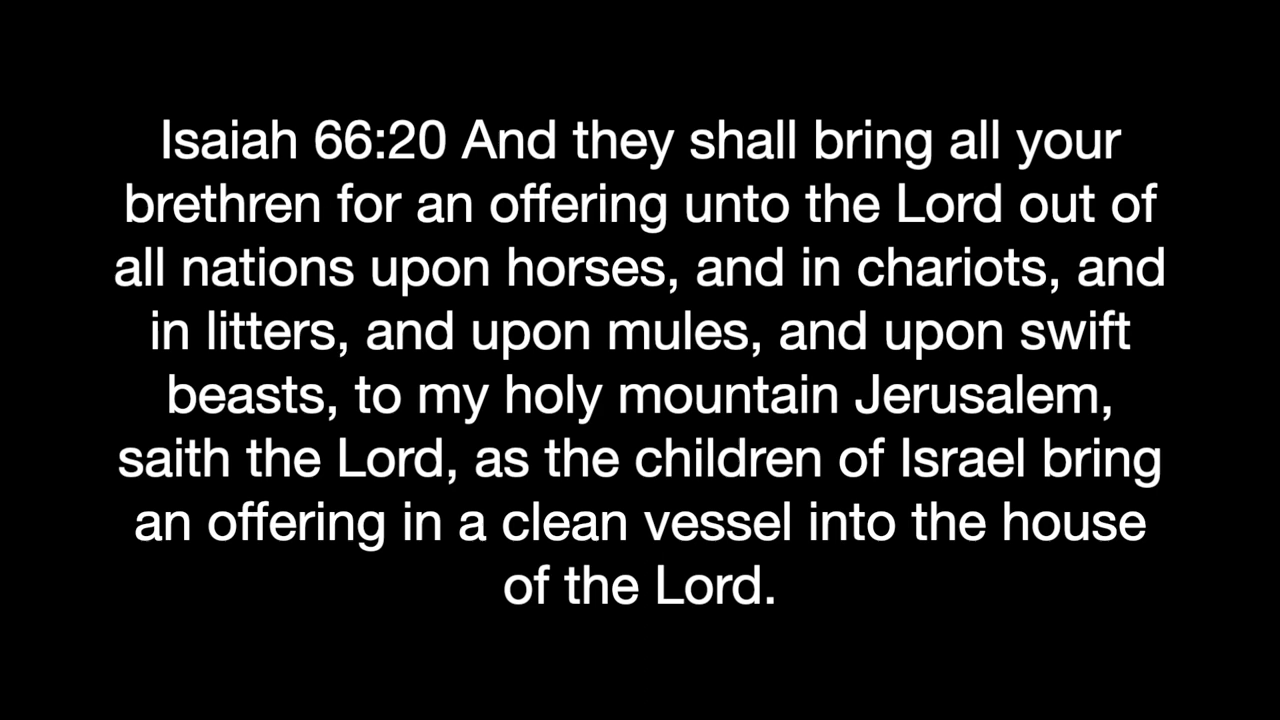 Isaiah 66:20 And they shall bring all your
brethren for an offering unto the Lord out of
all nations upon horses, and in chariots, and
in litters, and upon mules, and upon swift
beasts, to my holy mountain Jerusalem,
saith the Lord, as the children of Israel bring
an offering in a clean vessel into the house
of the Lord.